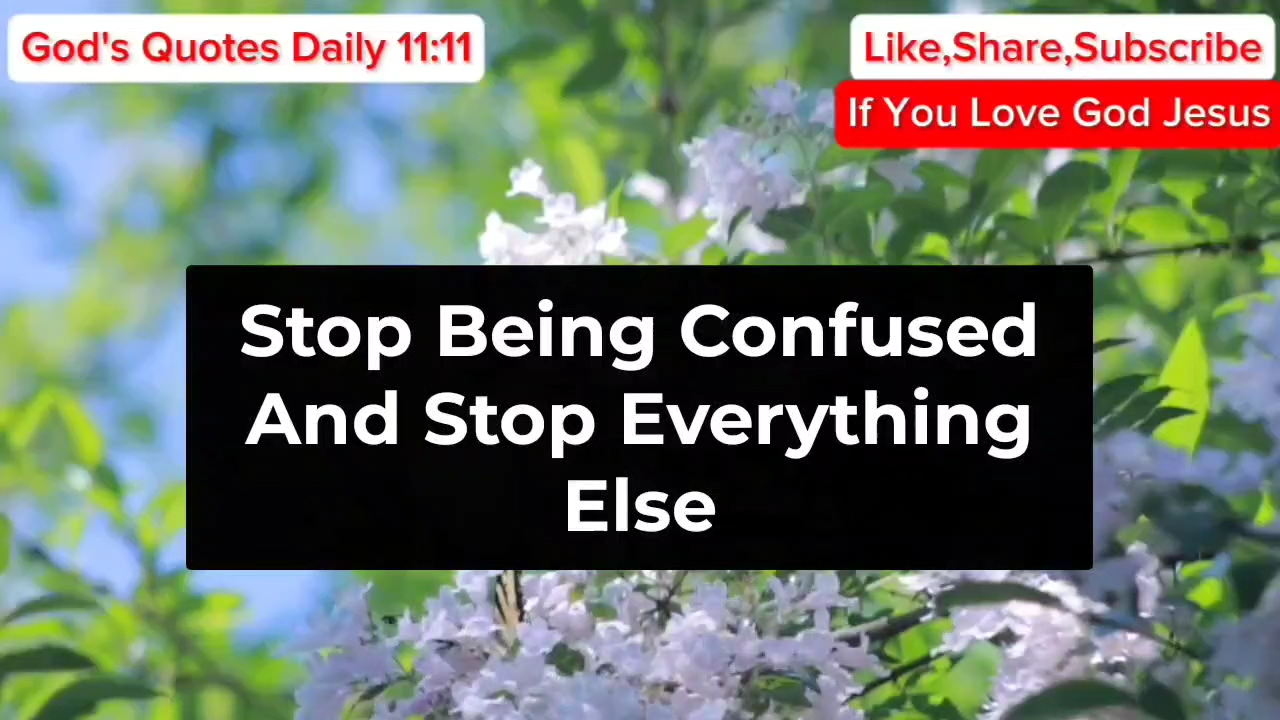 God's Quotes Daily 11:11
Like,Share,Subscribe
If You Love God Jesus
Stop Being Confused
And Stop Everything
Else